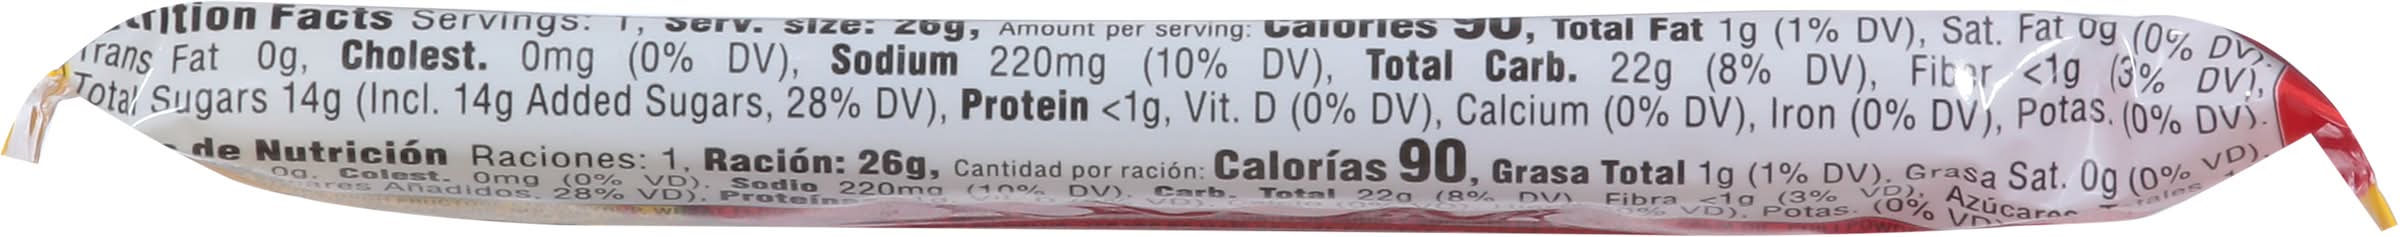 Nutrition Facts Servings: 1, Serv. size: 26g, Amount per serving: Calories 90, Total Fat 1g (1% DV), Sat. Fat 0g (0% DV),
Trans Fat 0g, Cholest. 0mg (0% DV), Sodium 220mg (10% DV), Total Carb. 22g (8% DV), Fiber <1g (3% DV),
Total Sugars 14g (Incl. 14g Added Sugars, 28% DV), Protein <1g, Vit. D (0% DV), Calcium (0% DV), Iron (0% DV), Potas. (0% DV).
de Nutrición Raciones: 1, Ración: 26g, Cantidad por ración: Calorías 90, Grasa Total 1g (1% DV). Grasa Sat. 0g (0% VD).
0g. Colest. 0mg (0% VD). Sodio 220mg (10% DV). Carb. Total 22g (8% DV) Fibra <1g (3% VD), Azúcares Totales
Añadidos, 28% VD), Proteína VD). Potas. (0% VD)